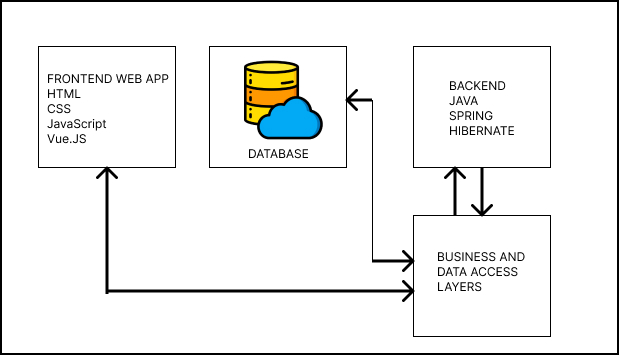 FRONTEND WEB APP
HTML
CSS
JavaScript
Vue.JS
DATABASE
BACKEND
JAVA
SPRING
HIBERNATE
BUSINESS AND
DATA ACCESS
LAYERS